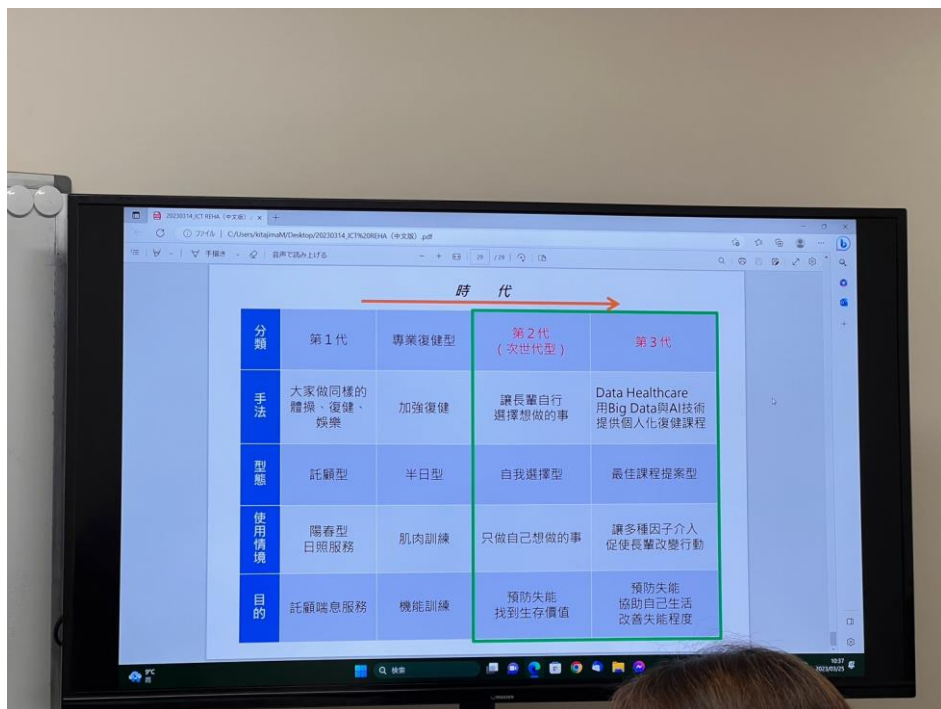 20230314_ICT REHA (中文版).
ファイル | C:/Users/kitajimaM/Desktop/20230314_ICT%20REHA (中文版).pdf
手描き
音声で読み上げる
29 / 29
時 代
分類 第1代 專業復健型 第2代 第3代
(次世代型)
手法 大家做同樣的 加強復健 讓長輩自行 Data Healthcare
體操、復健、 選擇想做的事 用Big Data與AI技術
娛樂 提供個人化復健課程
型態 託顧型 半日型 自我選擇型 最佳課程提案型
使用情境 陽春型 肌肉訓練 只做自己想做的事 讓多種因子介入
日照服務 促使長輩改變行動
目的 託顧喘息服務 機能訓練 預防失能 預防失能
找到生存價值 協助自己生活
改善失能程度
検索
10:37
2023/03/25